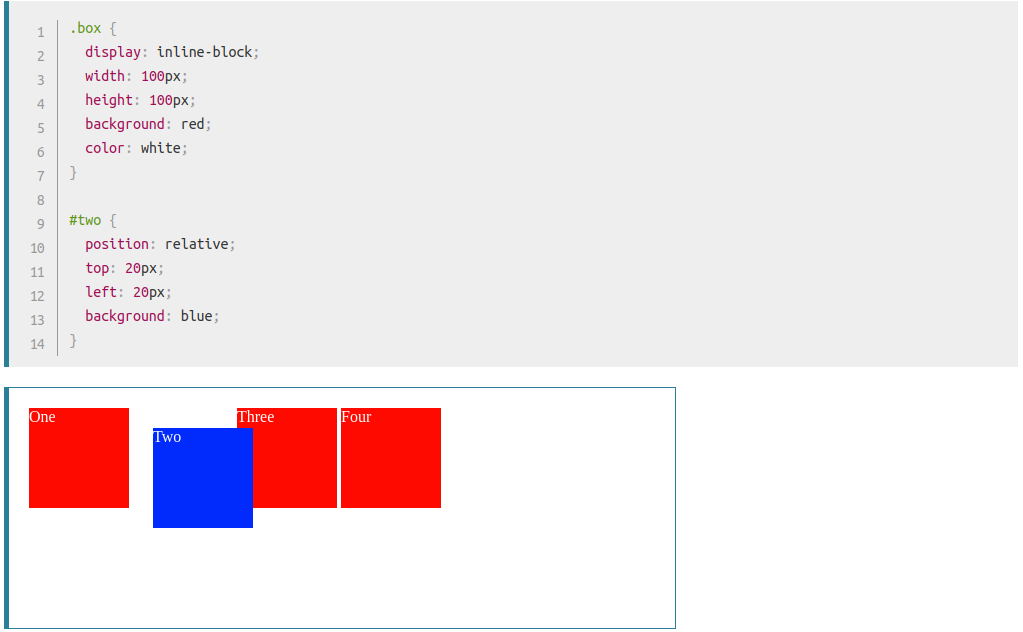 1 .box {
2 display: inline-block;
3 width: 100px;
4 height: 100px;
5 background: red;
6 color: white;
7 }
8
9 #two {
10 position: relative;
11 top: 20px;
12 left: 20px;
13 background: blue;
14 }
One Three Four
Two